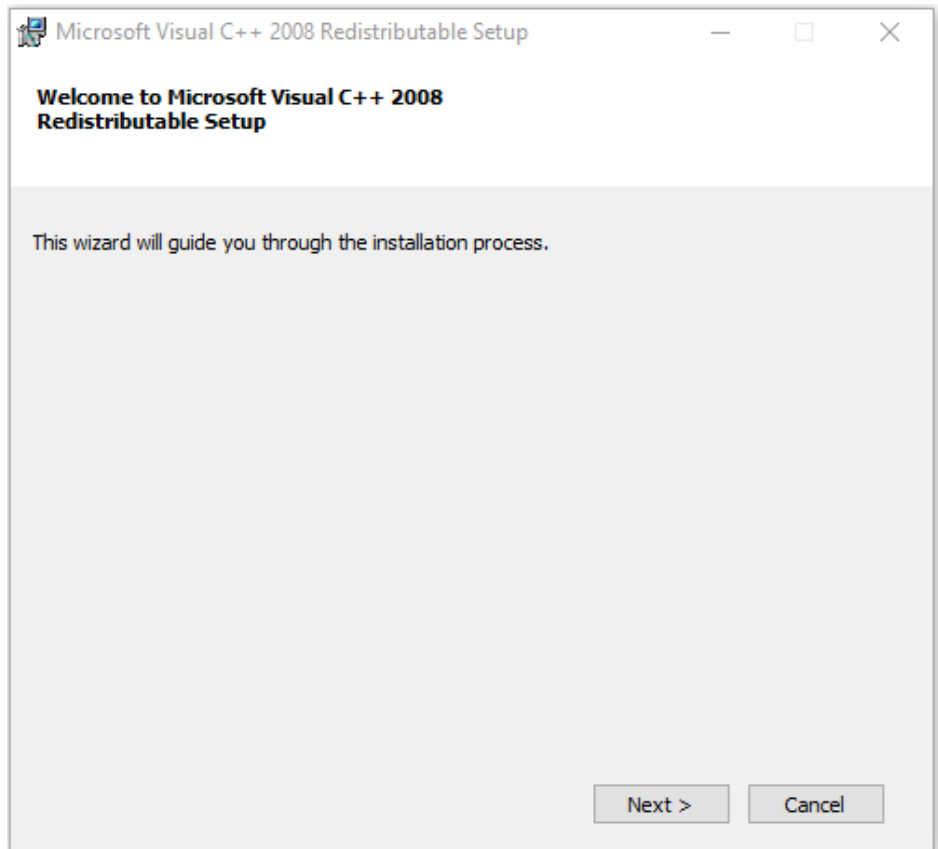 Microsoft Visual C++ 2008 Redistributable Setup
Welcome to Microsoft Visual C++ 2008
Redistributable Setup
This wizard will guide you through the installation process.
Next > Cancel